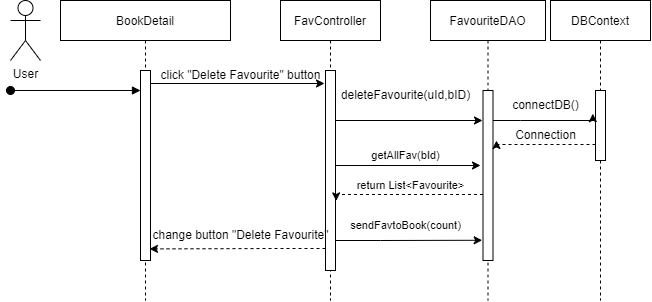 BookDetail
FavController
FavouriteDAO
DBContext
User
click "Delete Favourite" button
deleteFavourite(uId,bID)
connectDB()
Connection
getAllFav(bId)
return List<Favourite>
sendFavtoBook(count)
change button "Delete Favourite"